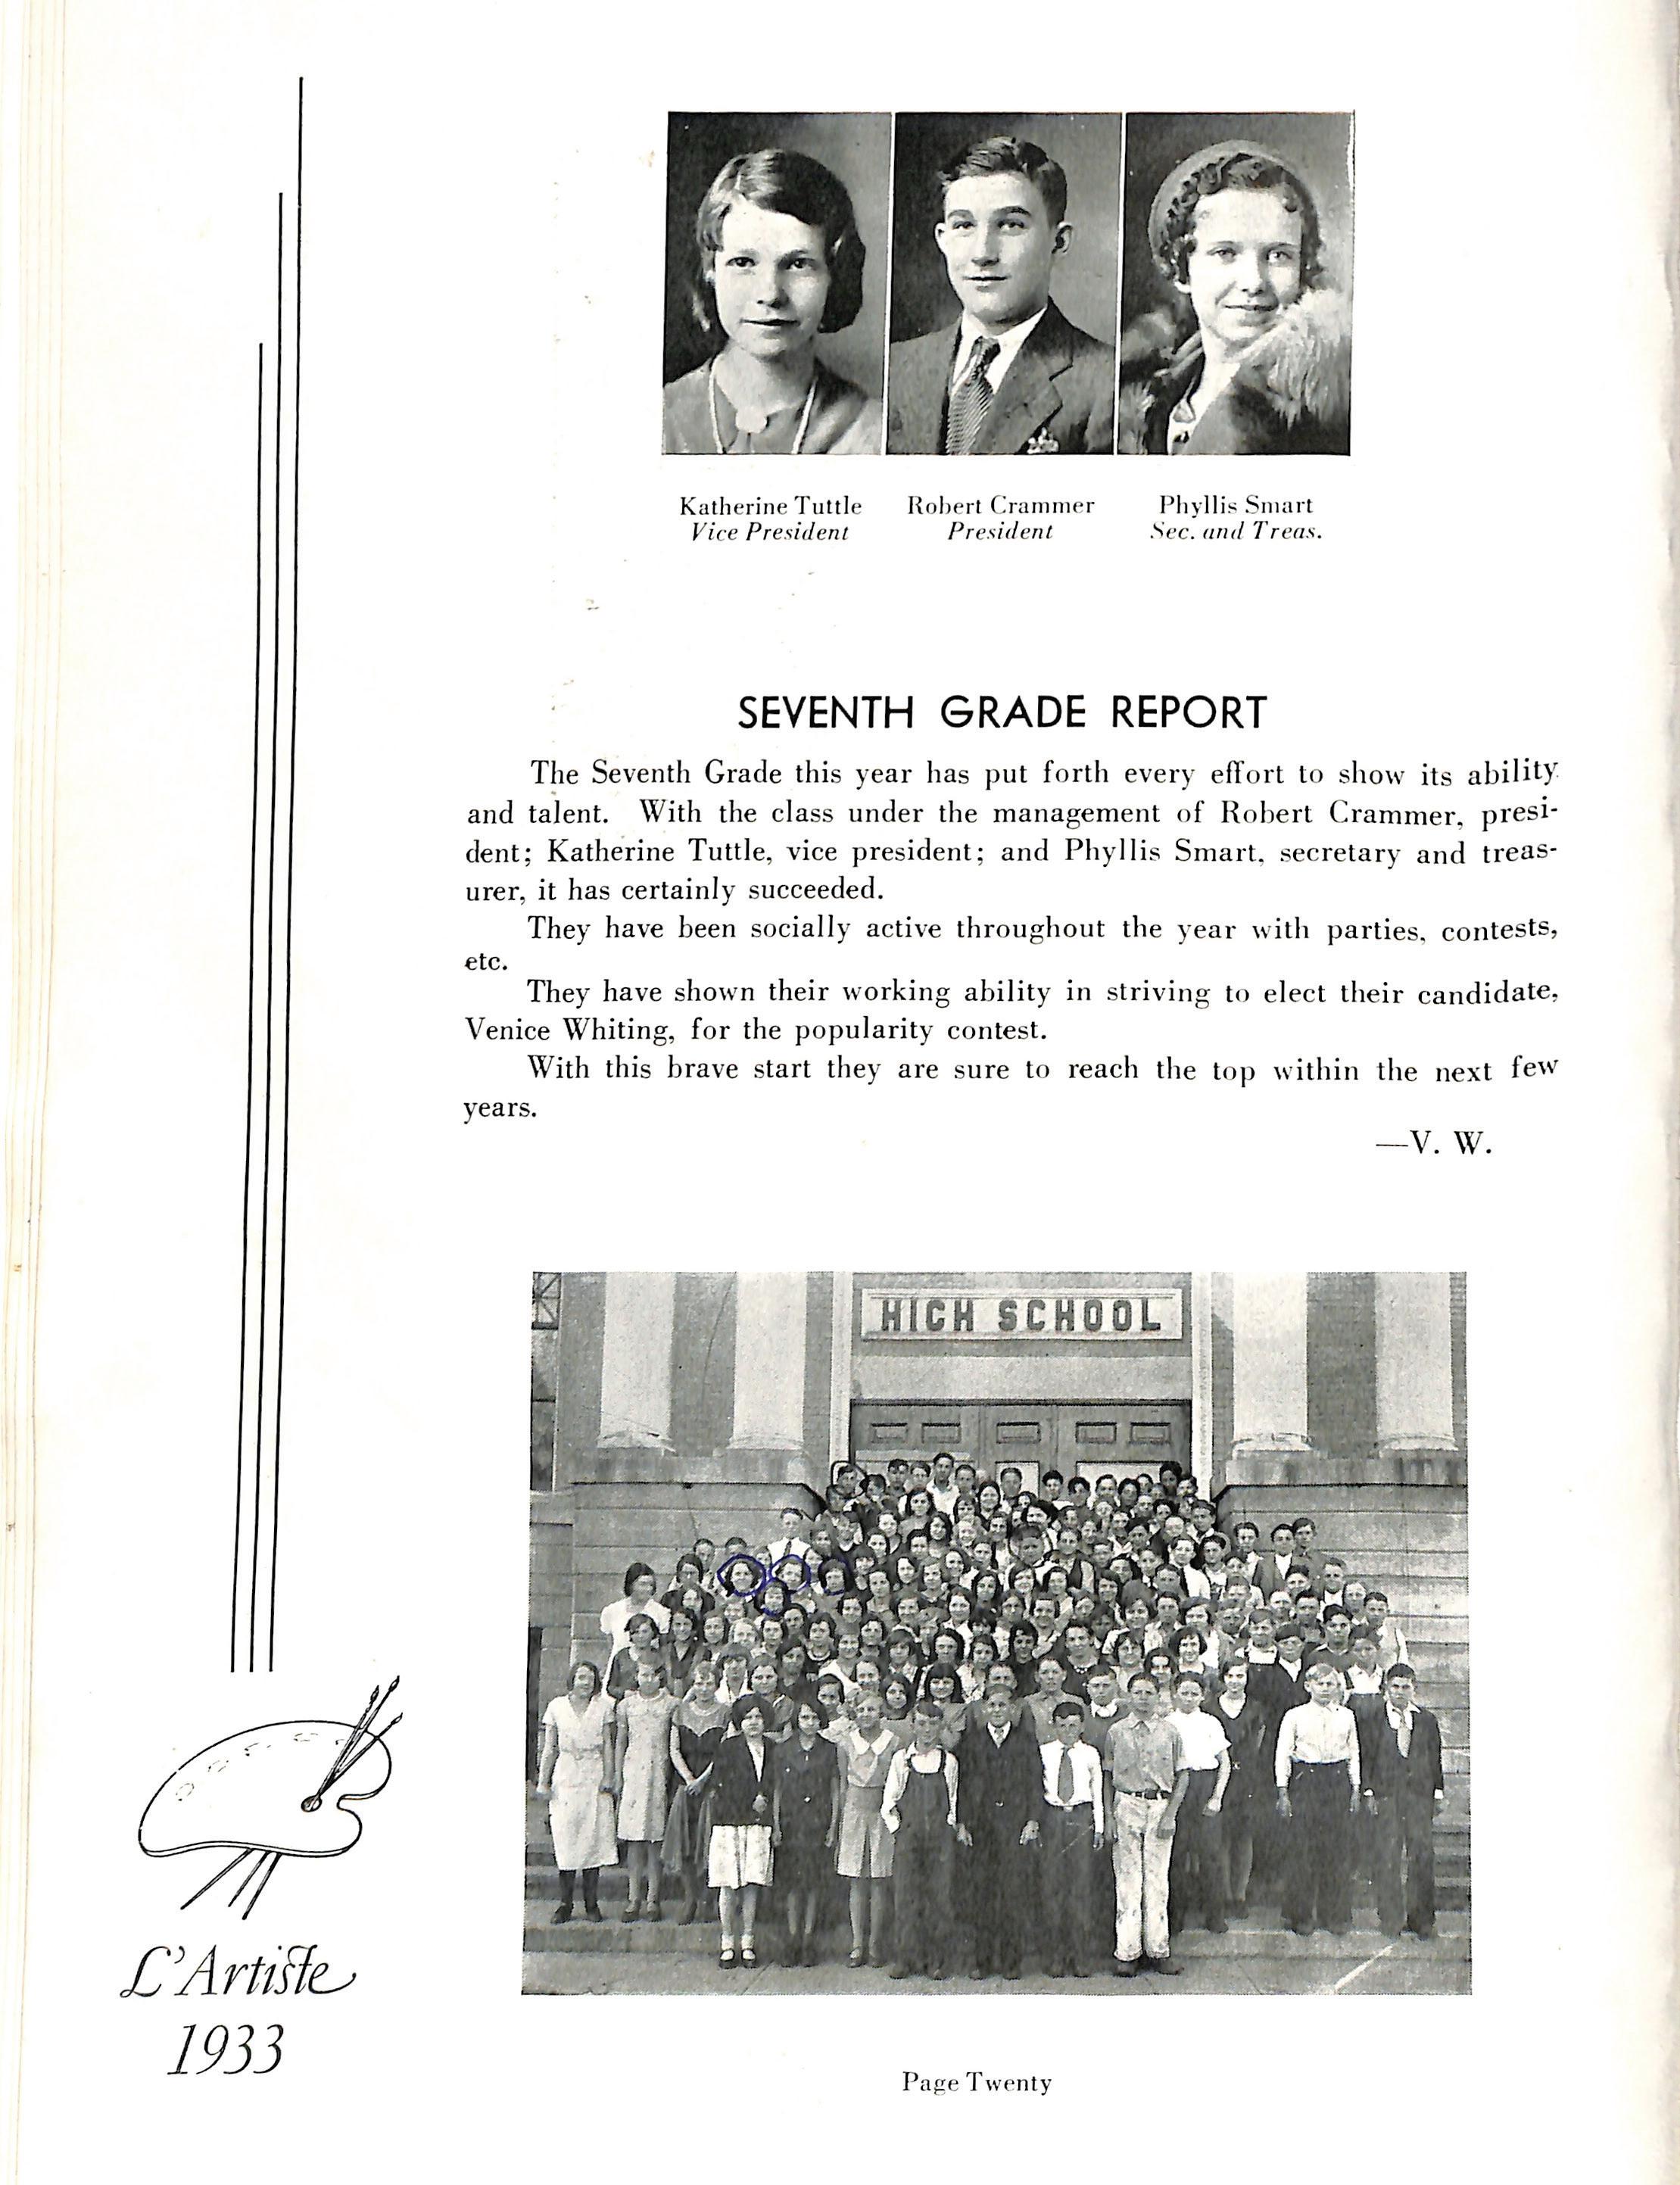 Katherine Tuttle
Vice President
Robert Crammer
President
Phyllis Smart
Sec. and Treas.
SEVENTH GRADE REPORT
The Seventh Grade this year has put forth every effort to show its ability
and talent. With the class under the management of Robert Crammer, presi-
dent; Katherine Tuttle, vice president; and Phyllis Smart, secretary and treas-
urer, it has certainly succeeded.
They have been socially active throughout the year with parties, contests,
etc.
They have shown their working ability in striving to elect their candidate,
Venice Whiting, for the popularity contest.
With this brave start they are sure to reach the top within the next few
years.
—V. W.
HIGH SCHOOL
L'Artiste
1933
Page Twenty